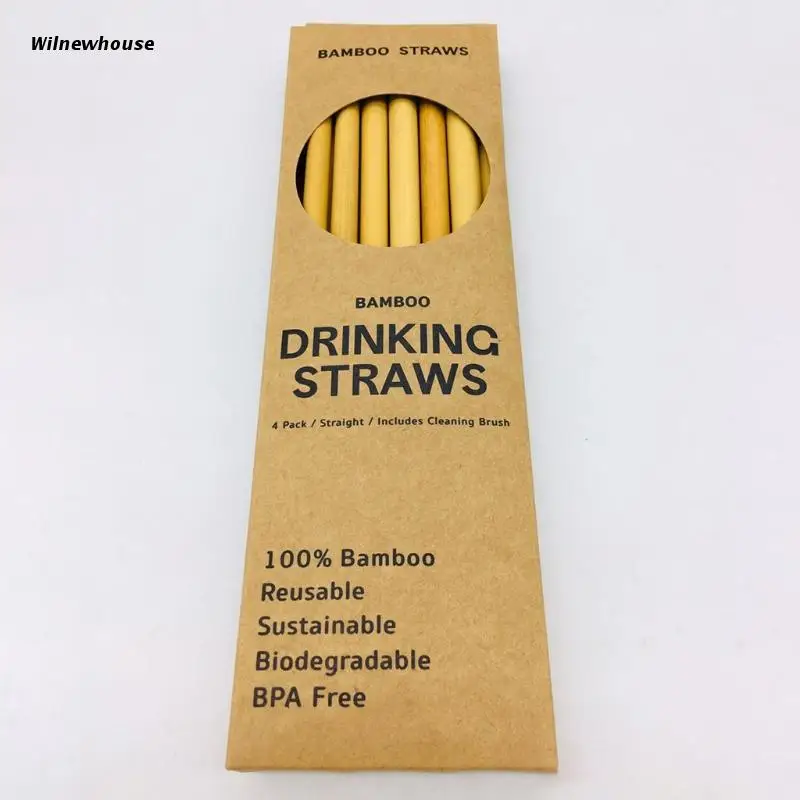 Wilnewhouse
BAMBOO STRAWS
BAMBOO
DRINKING
STRAWS
4 Pack / Straight / Includes Cleaning Brush
100% Bamboo
Reusable
Sustainable
Biodegradable
BPA Free